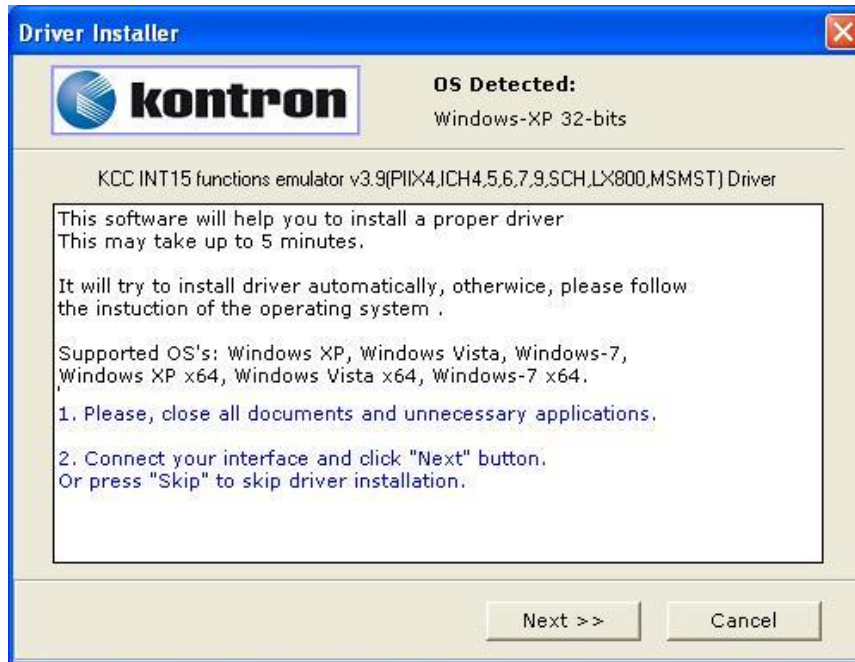 Driver Installer
kontron
OS Detected:
Windows-XP 32-bits
KCC INT15 functions emulator v3.9(PIIX4,ICH4,5,6,7,9,SCH,LX800,MSMST) Driver
This software will help you to install a proper driver
This may take up to 5 minutes.
It will try to install driver automatically, otherwice, please follow
the instuction of the operating system .
Supported OS's: Windows XP, Windows Vista, Windows-7,
Windows XP x64, Windows Vista x64, Windows-7 x64.
1. Please, close all documents and unnecessary applications.
2. Connect your interface and click "Next" button.
Or press "Skip" to skip driver installation.
Next >>
Cancel